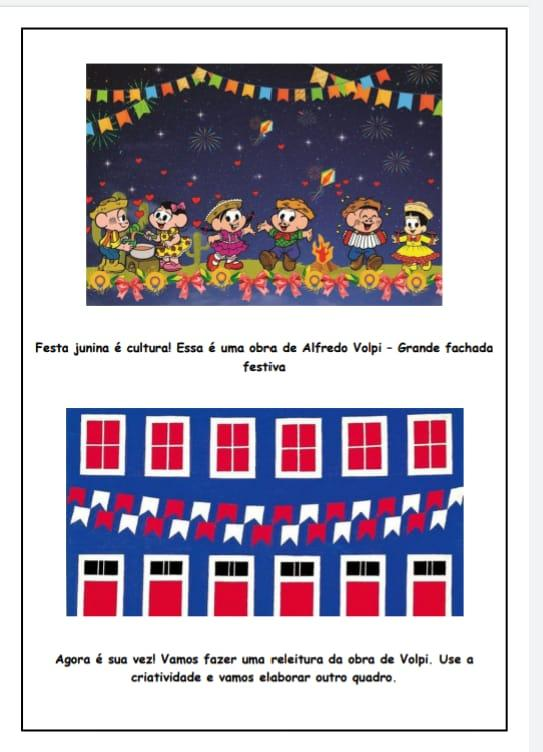 Festa junina é cultura! Essa é uma obra de Alfredo Volpi - Grande fachada
festiva
Agora é sua vez! Vamos fazer uma releitura da obra de Volpi. Use a
criatividade e vamos elaborar outro quadro.